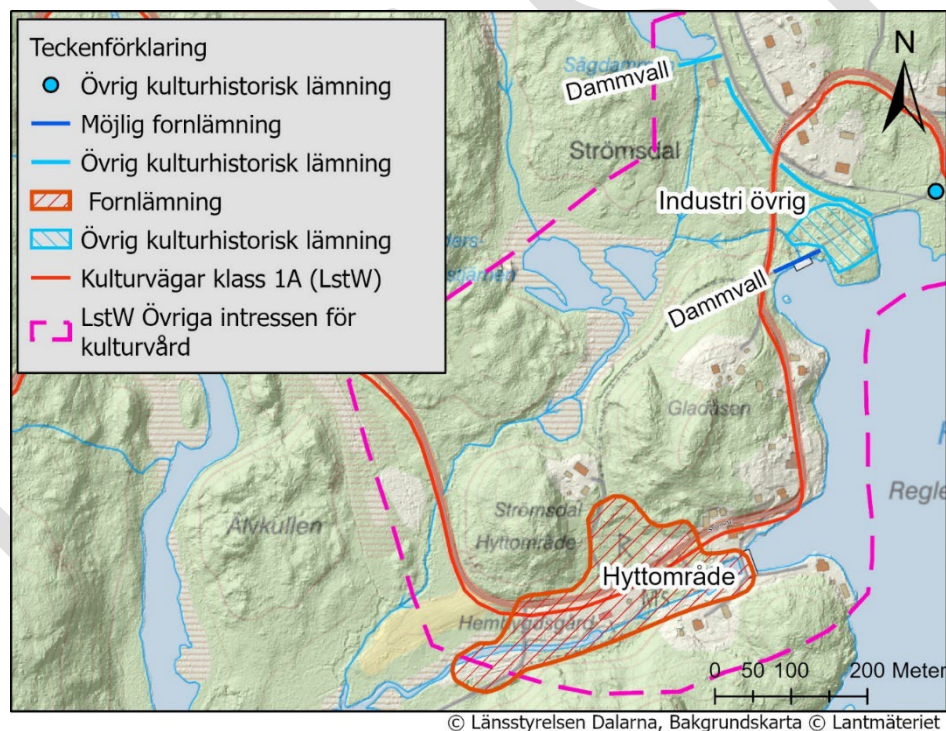 Teckenförklaring
Övrig kulturhistorisk lämning
Möjlig fornlämning
Övrig kulturhistorisk lämning
Fornlämning
Övrig kulturhistorisk lämning
Kulturvägar klass 1A (LstW)
LstW Övriga intressen för
kulturvård
N
Sågdammen
Dammvall
Strömsdal
Industri övrig
Dammvall
Gladåsen
Älvkullen
Strömsdal
Hyttområde
R
Regle
Hyttområde
Hembygdsgård
0 50 100 200 Meter
© Länsstyrelsen Dalarna, Bakgrundskarta © Lantmäteriet